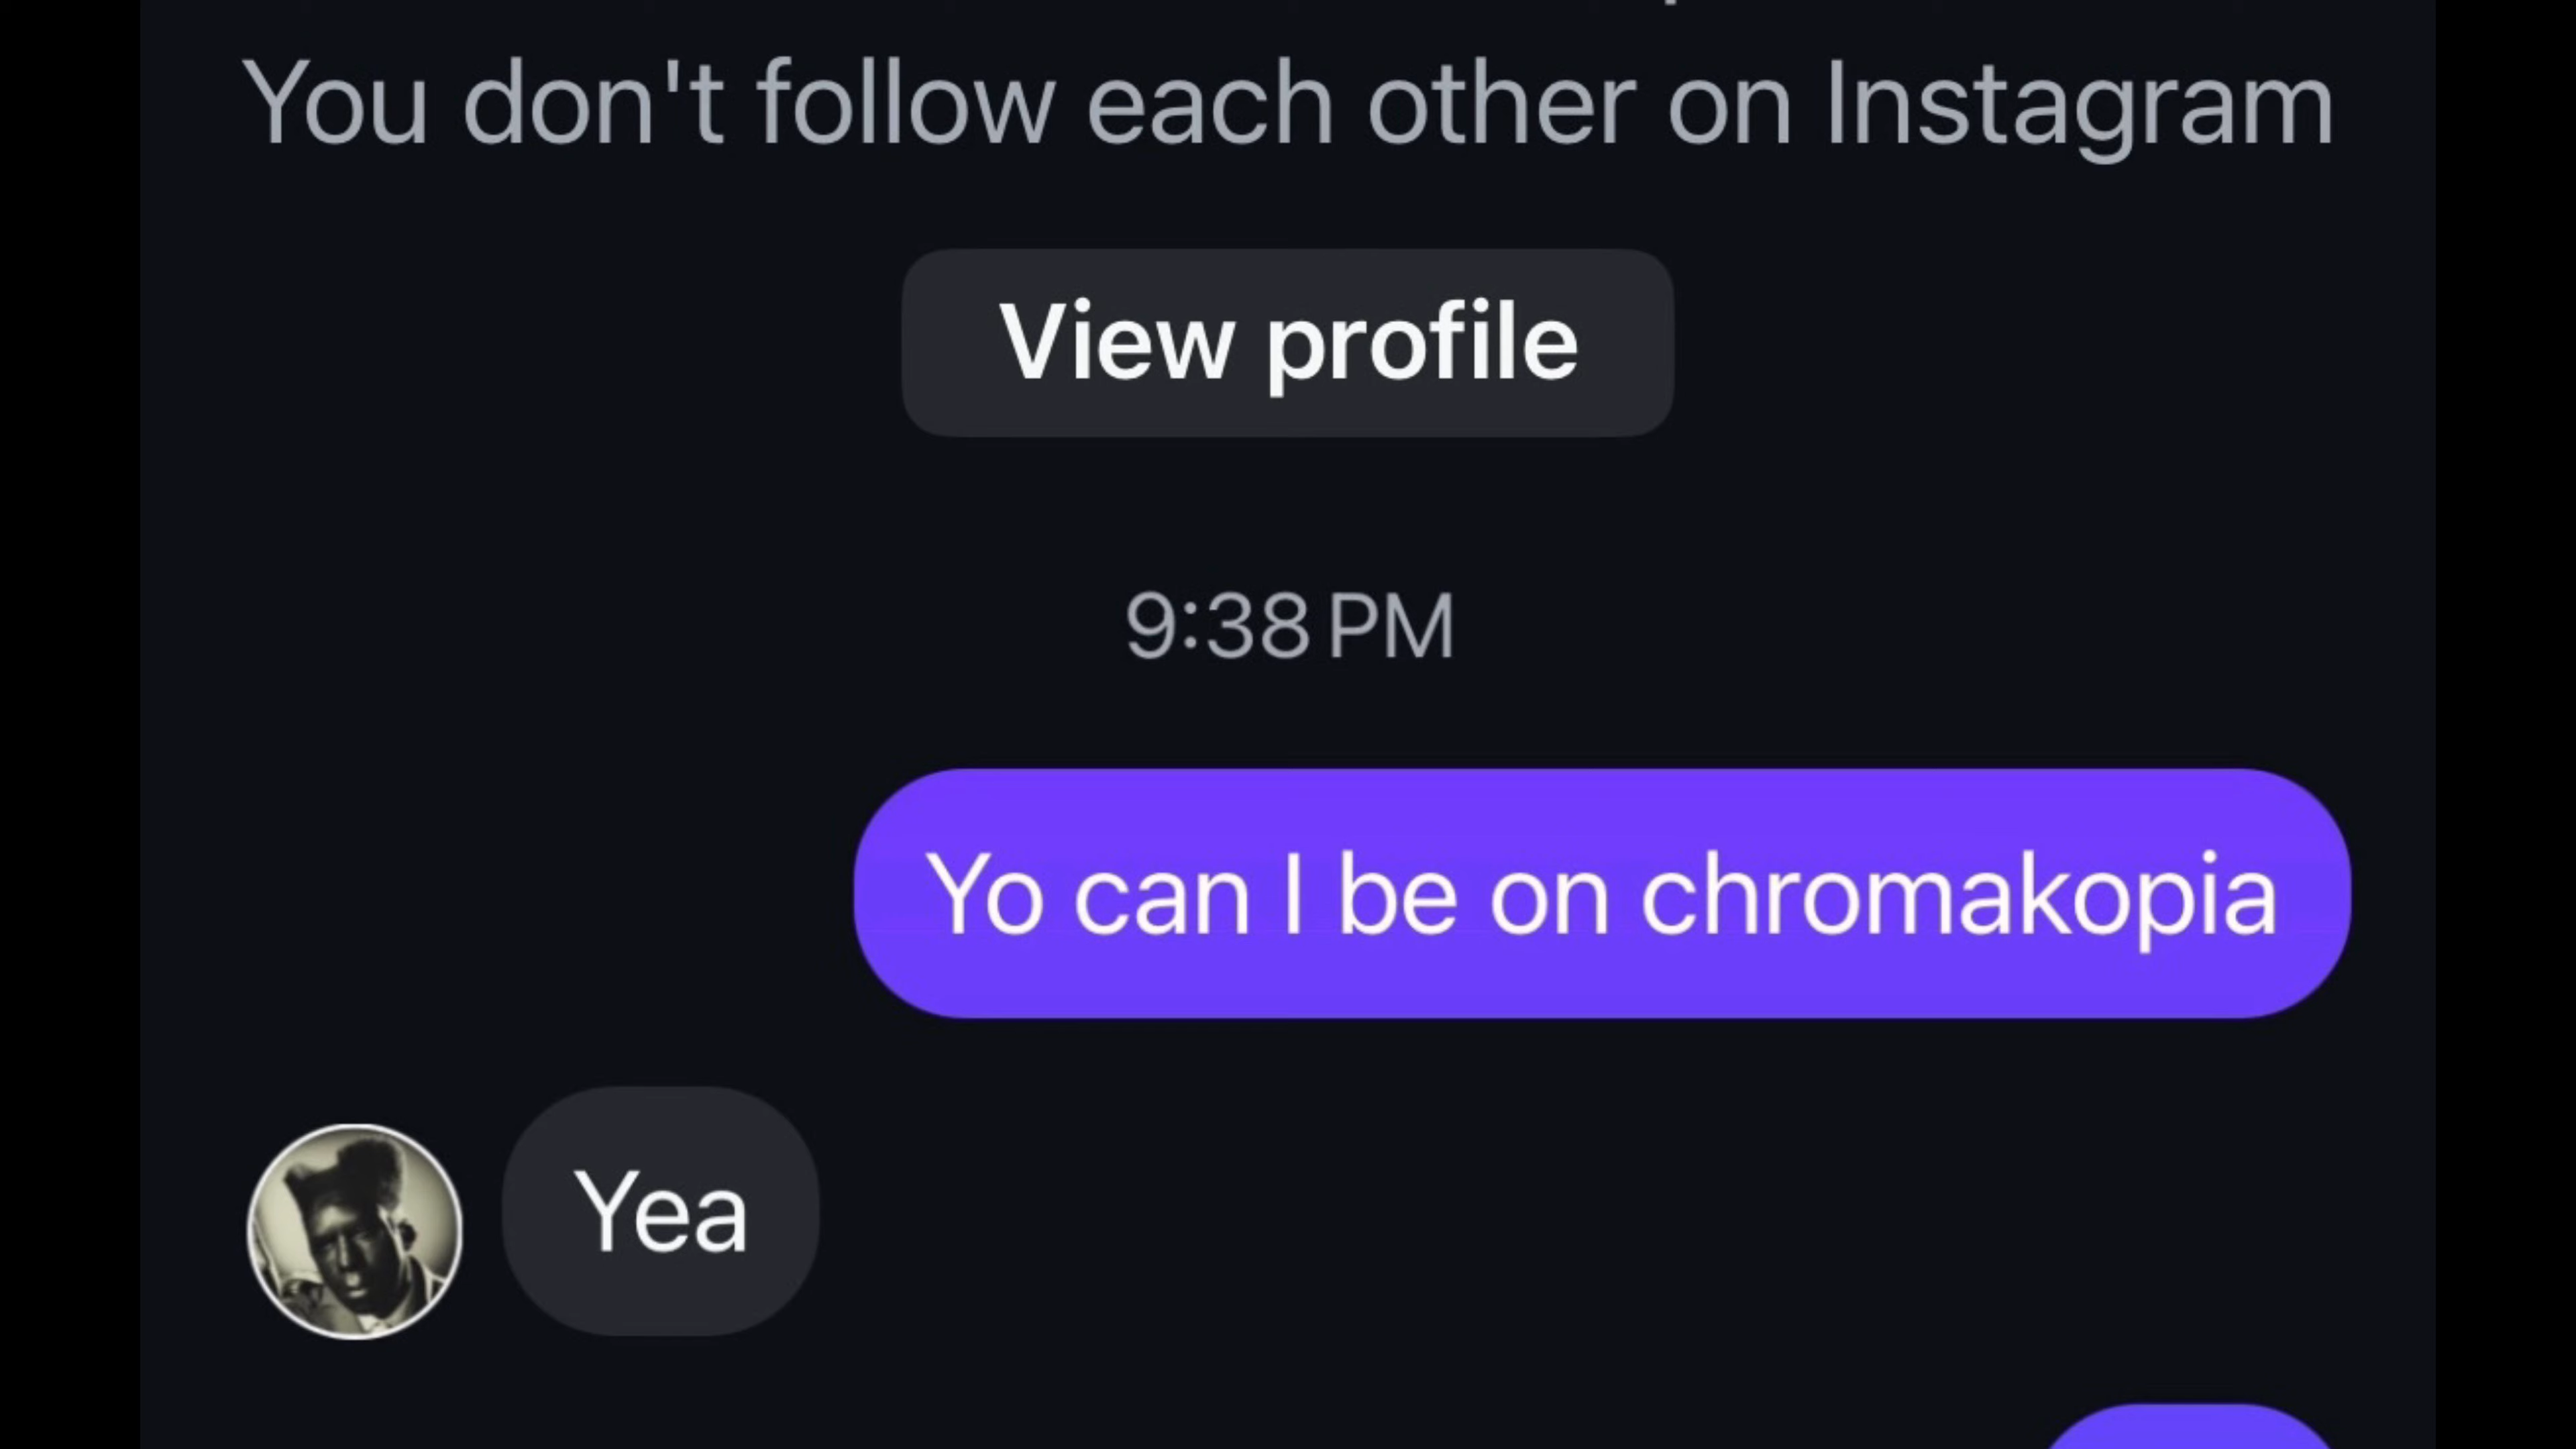 You don't follow each other on Instagram
View profile
9:38 PM
Yo can I be on chromakopia
Yea